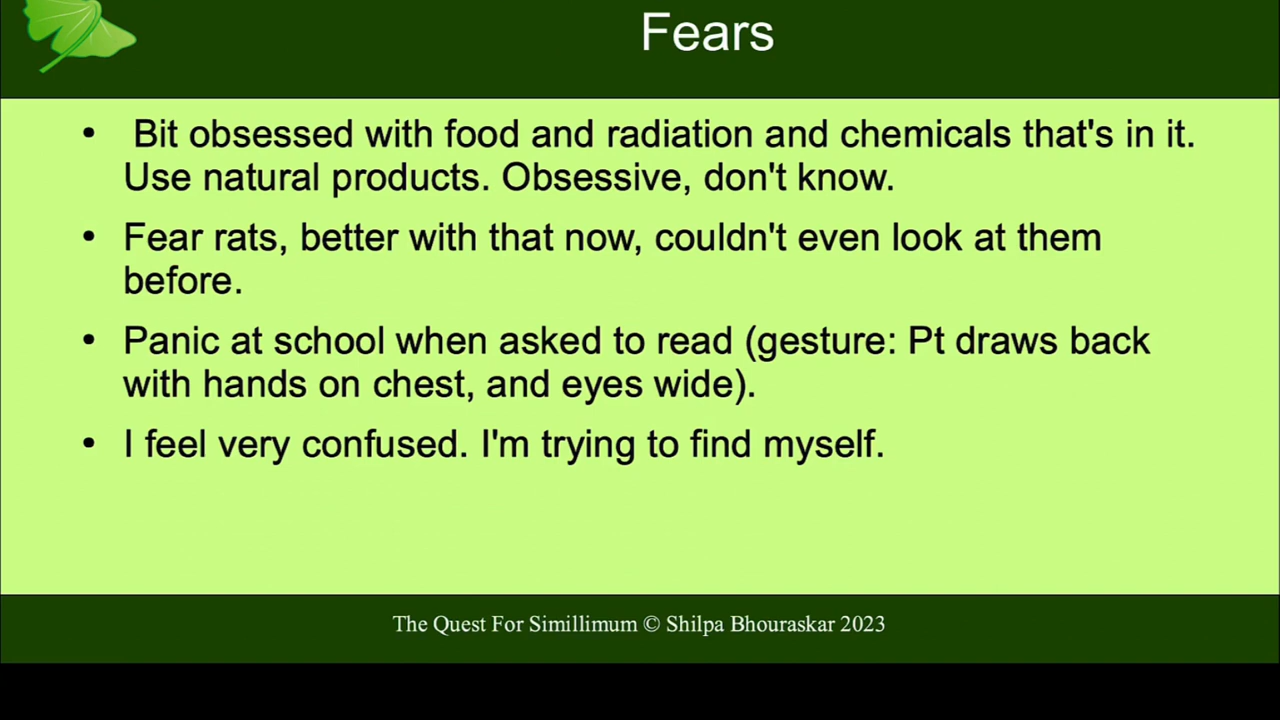 Fears
• Bit obsessed with food and radiation and chemicals that's in it.
Use natural products. Obsessive, don't know.
• Fear rats, better with that now, couldn't even look at them
before.
• Panic at school when asked to read (gesture: Pt draws back
with hands on chest, and eyes wide).
• I feel very confused. I'm trying to find myself.
The Quest For Simillimum © Shilpa Bhouraskar 2023